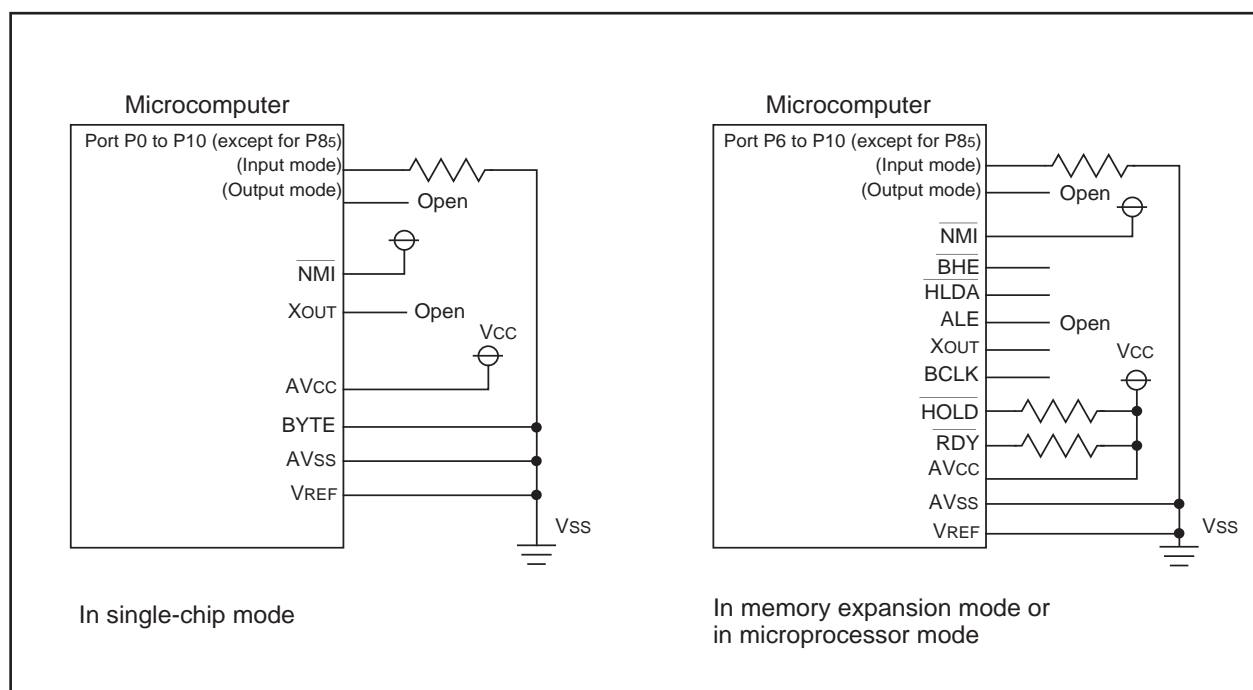 Microcomputer
Port P0 to P10 (except for P85)
(Input mode)
(Output mode)
Open
NMI
XOUT
Open
VCC
AVCC
BYTE
AVSS
VREF
VSS
In single-chip mode
Microcomputer
Port P6 to P10 (except for P85)
(Input mode)
(Output mode)
Open
NMI
BHE
HLDA
ALE
Open
XOUT
VCC
BCLK
HOLD
RDY
AVCC
AVSS
VREF
VSS
In memory expansion mode or
in microprocessor mode